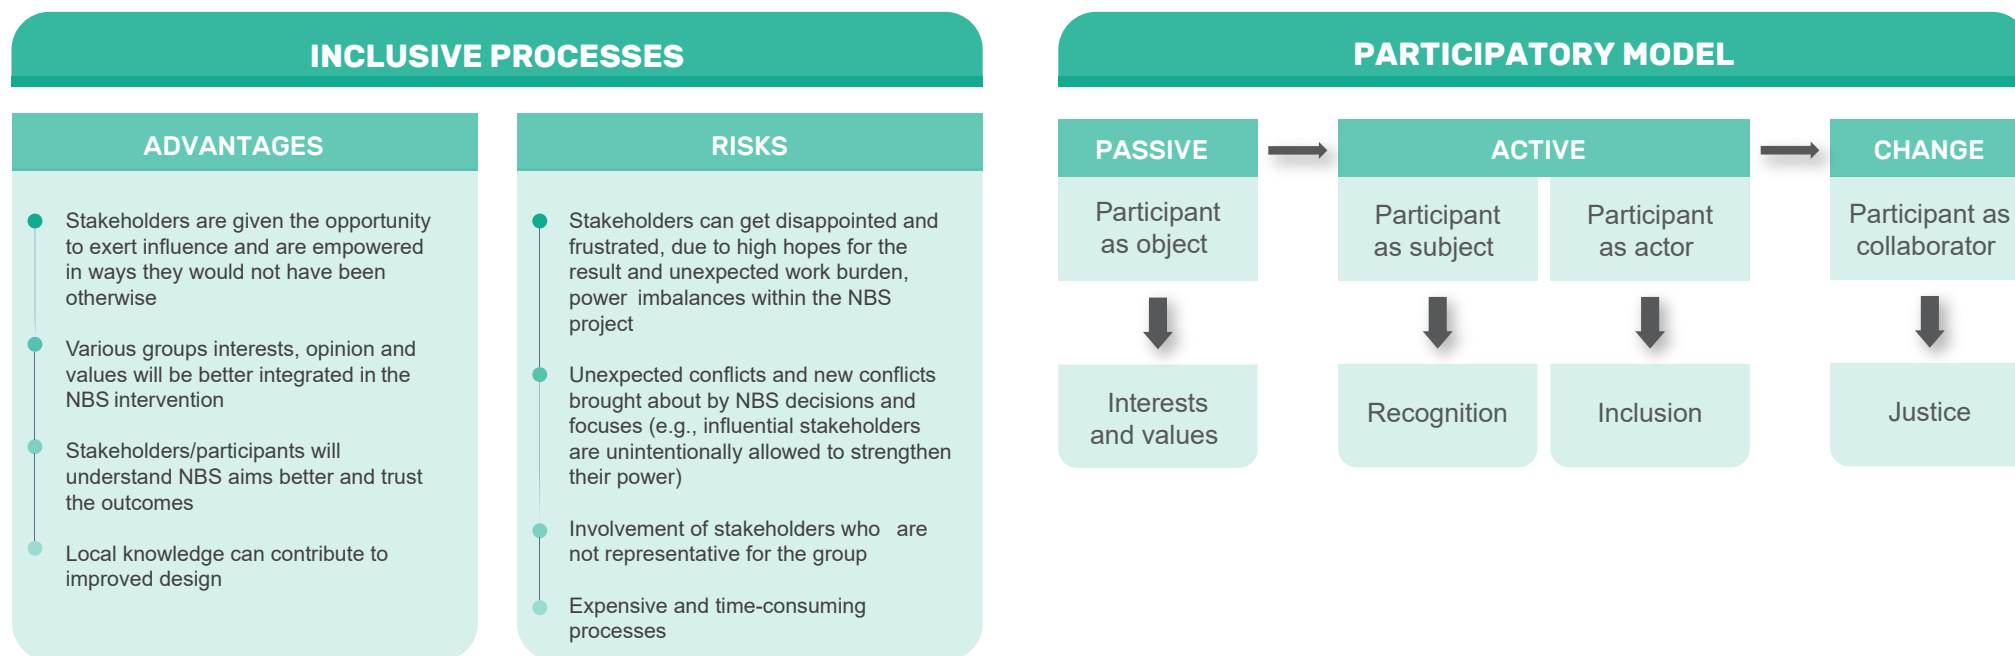 INCLUSIVE PROCESSES
ADVANTAGES
Stakeholders are given the opportunity
to exert influence and are empowered
in ways they would not have been
otherwise
Various groups interests, opinion and
values will be better integrated in the
NBS intervention
Stakeholders/participants will
understand NBS aims better and trust
the outcomes
Local knowledge can contribute to
improved design
RISKS
Stakeholders can get disappointed and
frustrated, due to high hopes for the
result and unexpected work burden,
power imbalances within the NBS
project
Unexpected conflicts and new conflicts
brought about by NBS decisions and
focuses (e.g., influential stakeholders
are unintentionally allowed to strengthen
their power)
Involvement of stakeholders who are
not representative for the group
Expensive and time-consuming
processes
PARTICIPATORY MODEL
PASSIVE
Participant
as object
Interests
and values
ACTIVE
Participant
as subject
Recognition
Participant
as actor
Inclusion
CHANGE
Participant as
collaborator
Justice